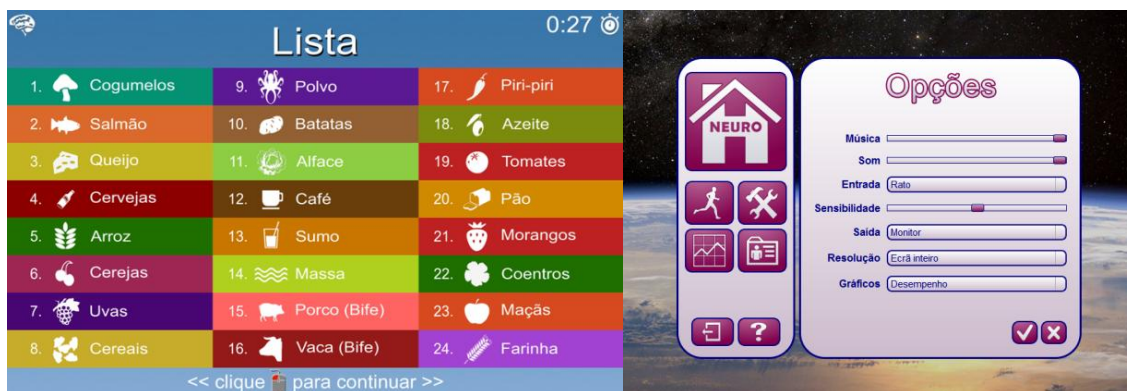 0:27
Lista
1. Cogumelos
2. Salmão
3. Queijo
4. Cervejas
5. Arroz
6. Cerejas
7. Uvas
8. Cereais
9. Polvo
10. Batatas
11. Alface
12. Café
13. Sumo
14. Massa
15. Porco (Bife)
16. Vaca (Bife)
17. Piri-piri
18. Azeite
19. Tomates
20. Pão
21. Morangos
22. Coentros
23. Maçãs
24. Farinha
<< clique para continuar >>
NEURO
?
Opções
Música
Som
Entrada Rato
Sensibilidade
Saída Monitor
Resolução Ecrã inteiro
Gráficos Desempenho